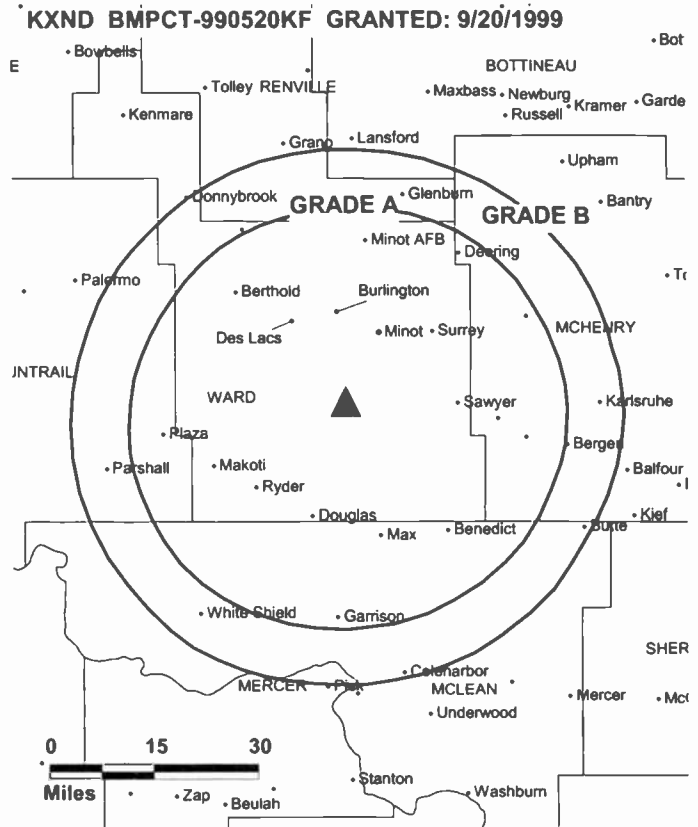 KXND BMPCT-990520KF GRANTED: 9/20/1999
Bot
Bowbells
E
BOTTINEAU
Tolley RENVILLE
Maxbass
Newburg
Kramer
Garde
Kenmare
Russell
Grano
Lansford
Upham
Donnybrook
Glenburn
Bantry
GRADE A
GRADE B
Minot AFB
Deering
Palermo
To
Berthold
Burlington
Des Lacs
Minot
Surrey
MCHENRY
UNTRAIL
WARD
Sawyer
Karlsruhe
Plaza
Bergen
Parshall
Makoti
Balfour
Ryder
Douglas
Kief
Max
Benedict
Butte
White Shield
Garrison
SHER
Coleharbor
MERCER
Pick
MCLEAN
Mercer
McC
Underwood
0 15 30
Miles
Stanton
Zap
Washburn
Beulah